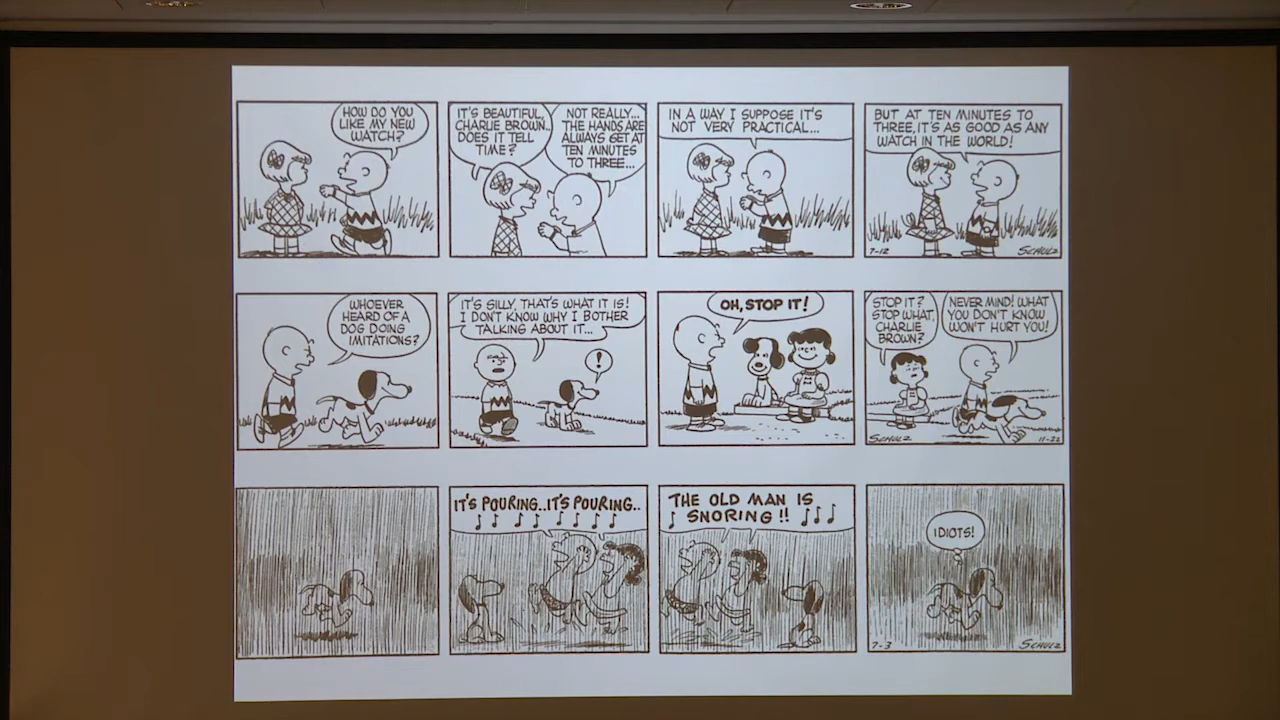 HOW DO YOU
LIKE MY NEW
WATCH?
IT'S BEAUTIFUL,
CHARLIE BROWN..
DOES IT TELL
TIME?
NOT REALLY...
THE HANDS ARE
ALWAYS SET AT
TEN MINUTES
TO THREE...
IN A WAY I SUPPOSE IT'S
NOT VERY PRACTICAL...
BUT AT TEN MINUTES TO
THREE, IT'S AS GOOD AS ANY
WATCH IN THE WORLD!
7-12
SCHULZ
WHOEVER
HEARD OF A
DOG DOING
IMITATIONS?
IT'S SILLY, THAT'S WHAT IT IS!
I DON'T KNOW WHY I BOTHER
TALKING ABOUT IT...
!
OH, STOP IT!
STOP IT?
STOP WHAT,
CHARLIE
BROWN?
NEVER MIND! WHAT
YOU DON'T KNOW
WON'T HURT YOU!
SCHULZ
11-22
IT'S POURING..IT'S POURING..
THE OLD MAN IS
SNORING!!
IDIOTS!
7-3
SCHULZ